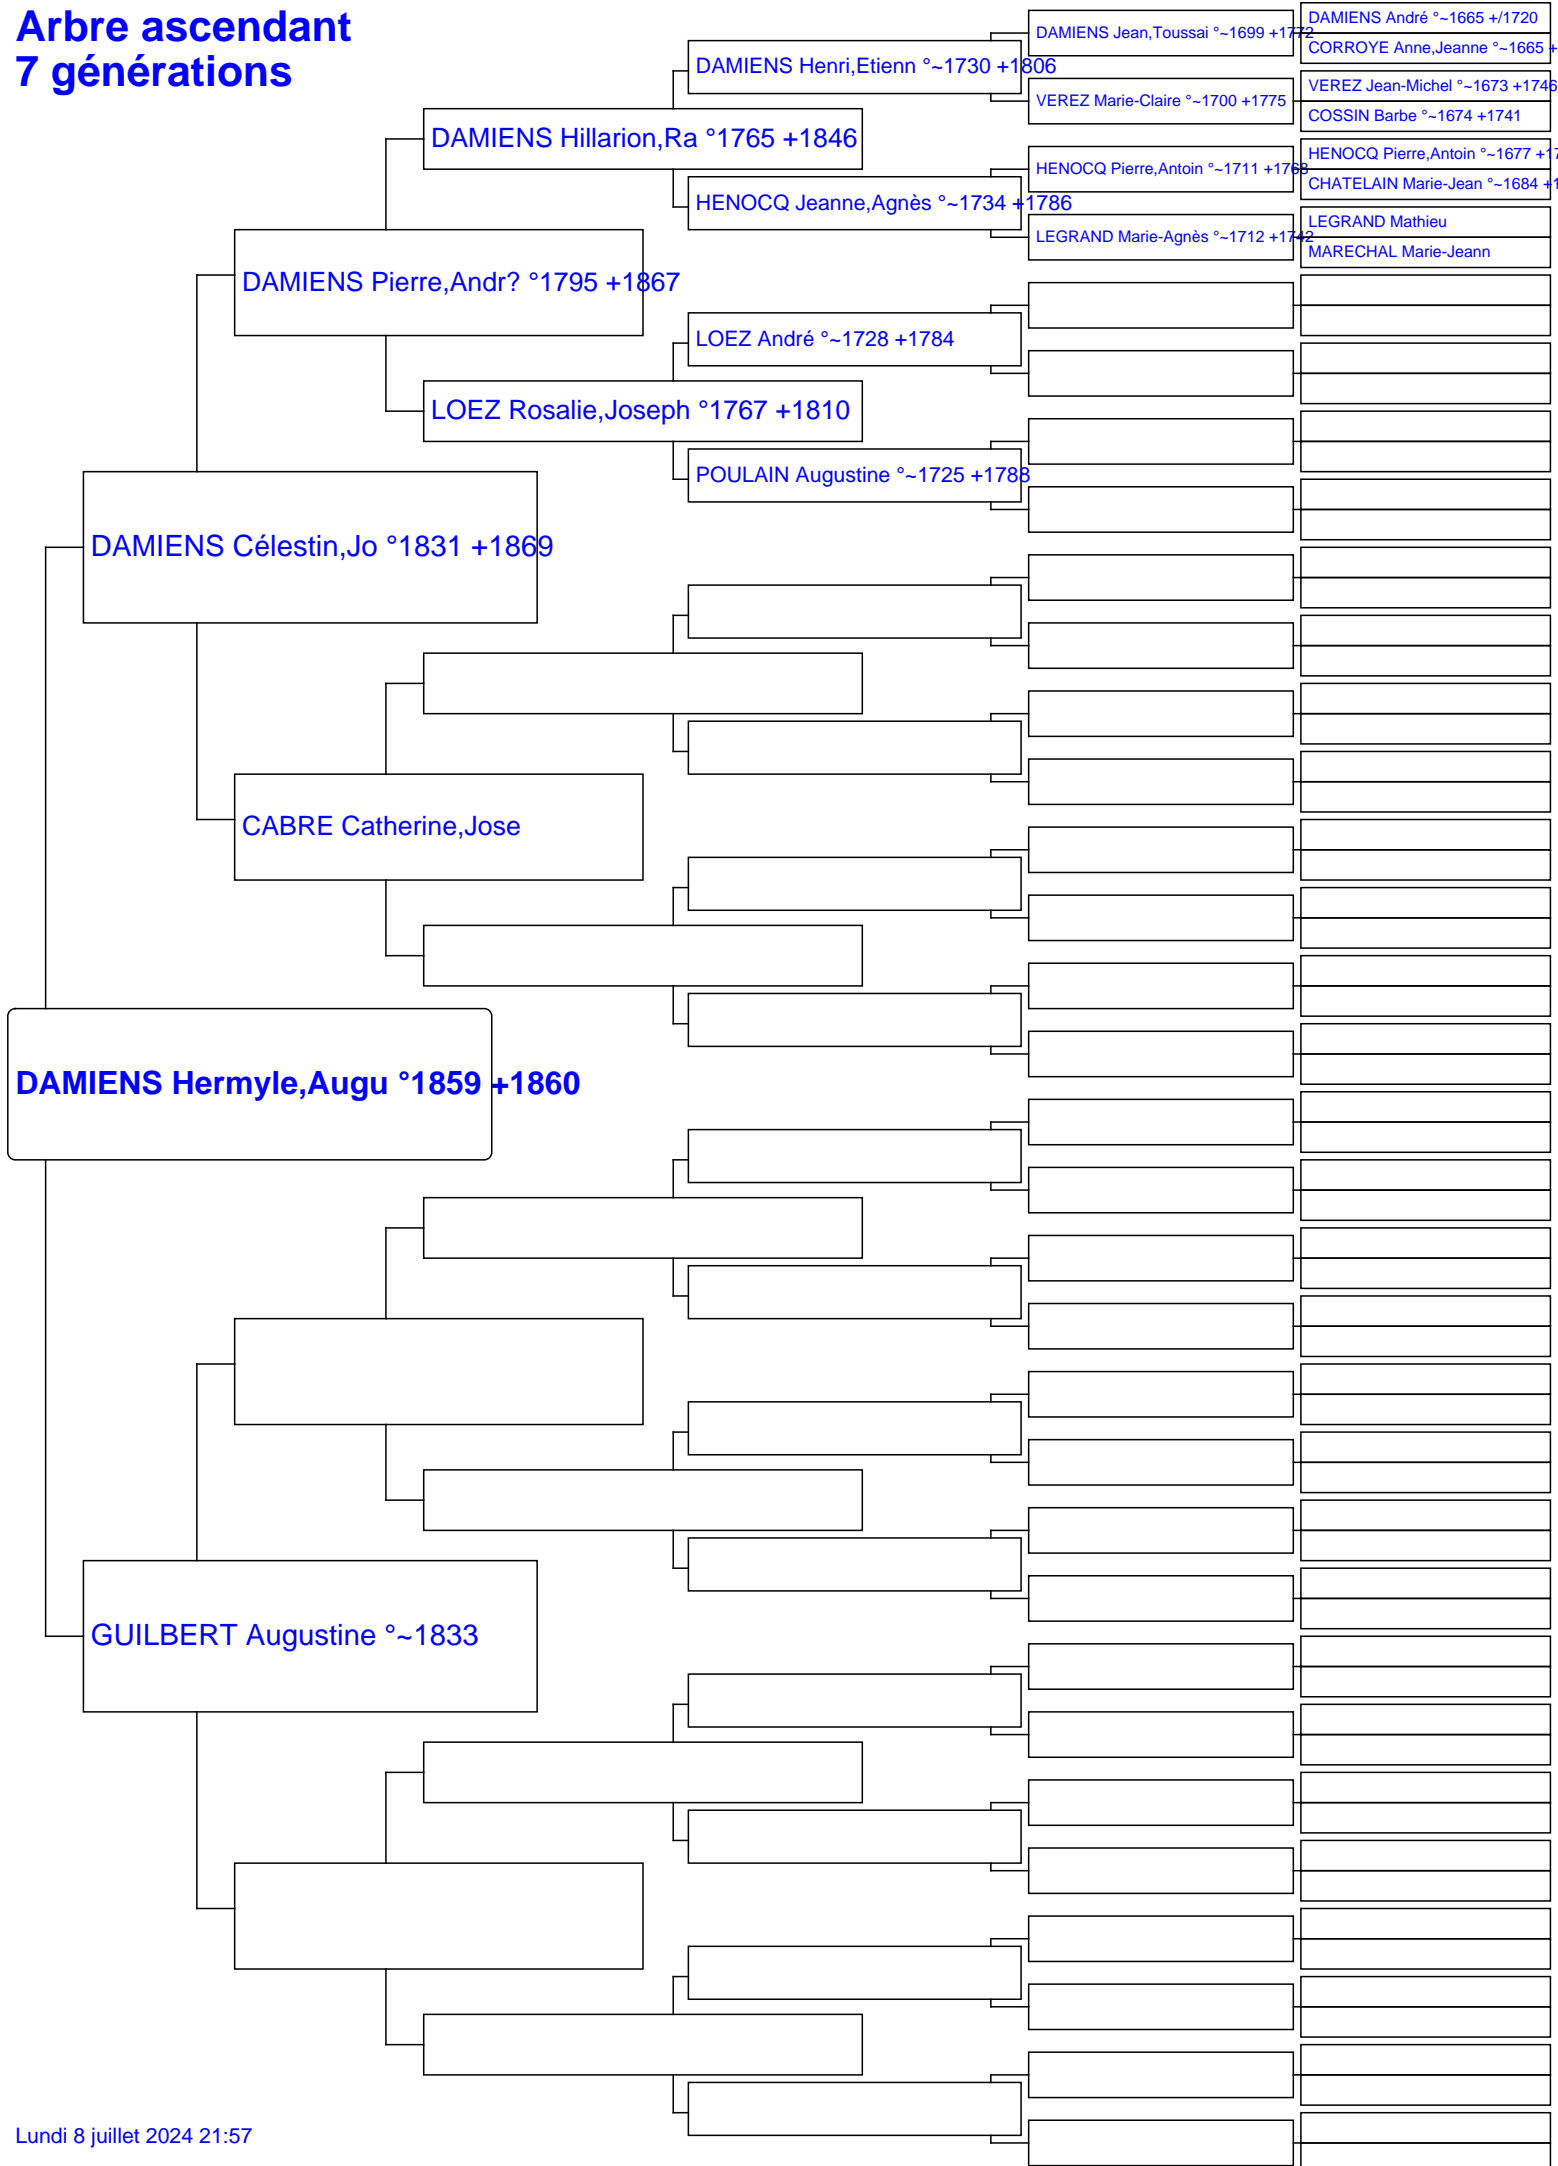 Arbre ascendant
7 générations
DAMIENS Hermyle,Augu °1859 +1860
DAMIENS Célestin,Jo °1831 +1869
GUILBERT Augustine °~1833
DAMIENS Pierre,Andr? °1795 +1867
CABRE Catherine,Jose
DAMIENS Hillarion,Ra °1765 +1846
LOEZ Rosalie,Joseph °1767 +1810
DAMIENS Henri,Etienn °~1730 +1806
HENOCQ Jeanne,Agnès °~1734 +1786
LOEZ André °~1728 +1784
POULAIN Augustine °~1725 +1788
DAMIENS Jean,Toussai °~1699 +1772
VEREZ Marie-Claire °~1700 +1775
HENOCQ Pierre,Antoin °~1711 +1768
LEGRAND Marie-Agnès °~1712 +1742
DAMIENS André °~1665 +/1720
CORROYE Anne,Jeanne °~1665 +
VEREZ Jean-Michel °~1673 +1746
COSSIN Barbe °~1674 +1741
HENOCQ Pierre,Antoin °~1677 +17
CHATELAIN Marie-Jean °~1684 +1
LEGRAND Mathieu
MARECHAL Marie-Jeann
Lundi 8 juillet 2024 21:57